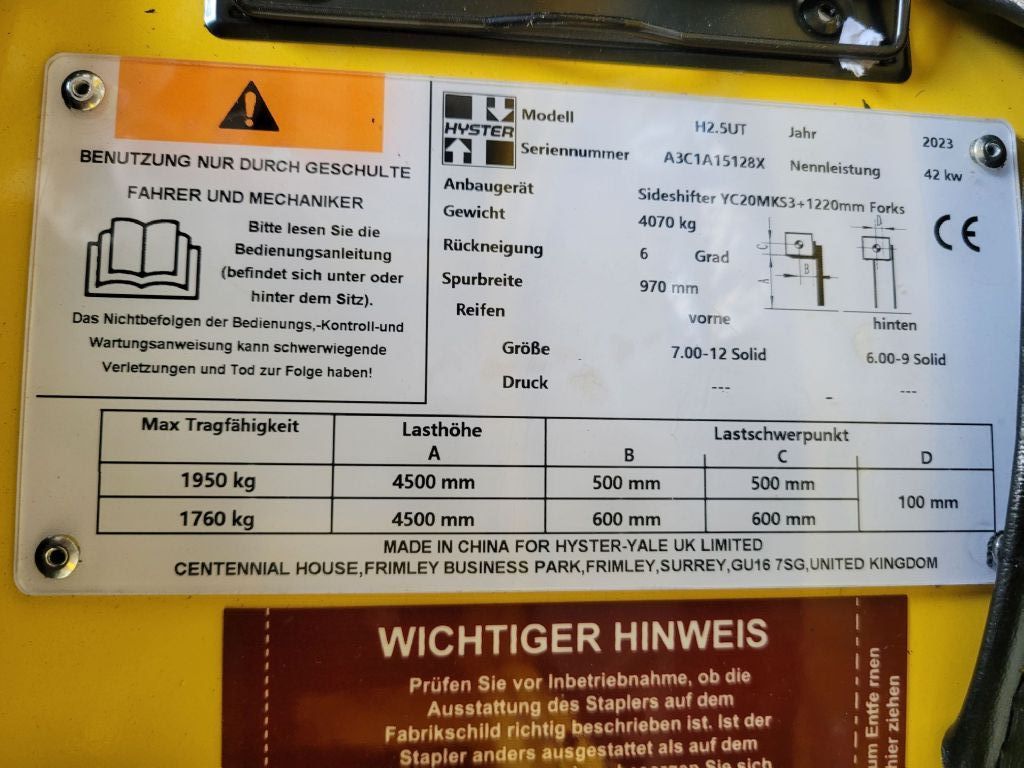 BENUTZUNG NUR DURCH GESCHULTE
FAHRER UND MECHANIKER
Bitte lesen Sie die
Bedienungsanleitung
(befindet sich unter oder
hinter dem Sitz).
Das Nichtbefolgen der Bedienungs,-Kontroll-und
Wartungsanweisung kann schwerwiegende
Verletzungen und Tod zur Folge haben!
HYSTER
Modell H2.5UT Jahr 2023
Seriennummer A3C1A15128X Nennleistung 42 kw
Anbaugerät Sideshifter YC20MKS3+1220mm Forks
Gewicht 4070 kg
Rückneigung 6 Grad
Spurbreite 970 mm
C B A D
CE
Reifen vorne hinten
Größe 7.00-12 Solid 6.00-9 Solid
Druck --- ---
Max Tragfähigkeit Lasthöhe Lastschwerpunkt
A B C D
1950 kg 4500 mm 500 mm 500 mm 100 mm
1760 kg 4500 mm 600 mm 600 mm
MADE IN CHINA FOR HYSTER-YALE UK LIMITED
CENTENNIAL HOUSE,FRIMLEY BUSINESS PARK,FRIMLEY,SURREY,GU16 7SG,UNITED KINGDOM
WICHTIGER HINWEIS
Prüfen Sie vor Inbetriebnahme, ob die
Ausstattung des Staplers auf dem
Fabrikschild richtig beschrieben ist. Ist der
Stapler anders ausgestattet als auf dem
Sie sich
um Entfe rnen
hier ziehen